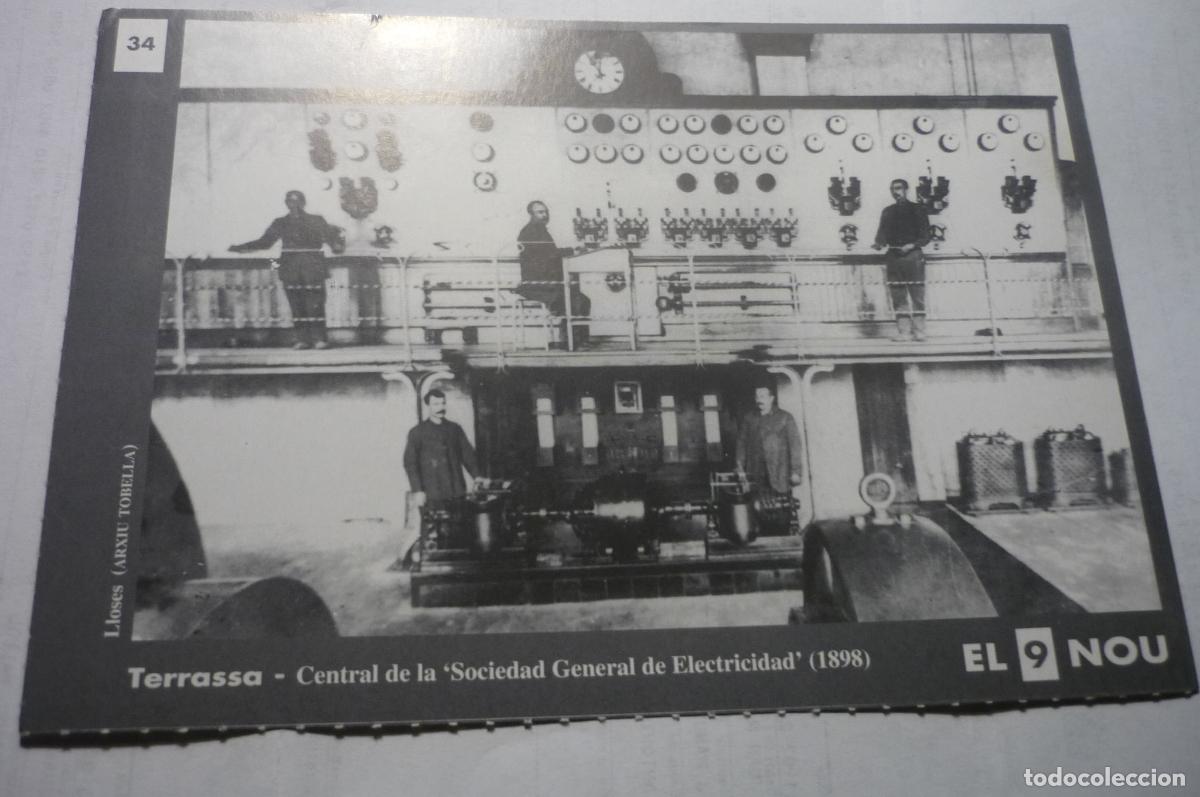 34
Lloses (ARXIU TOBELLA)
Terrassa - Central de la ‘Sociedad General de Electricidad’ (1898)
EL 9 NOU
todocoleccion